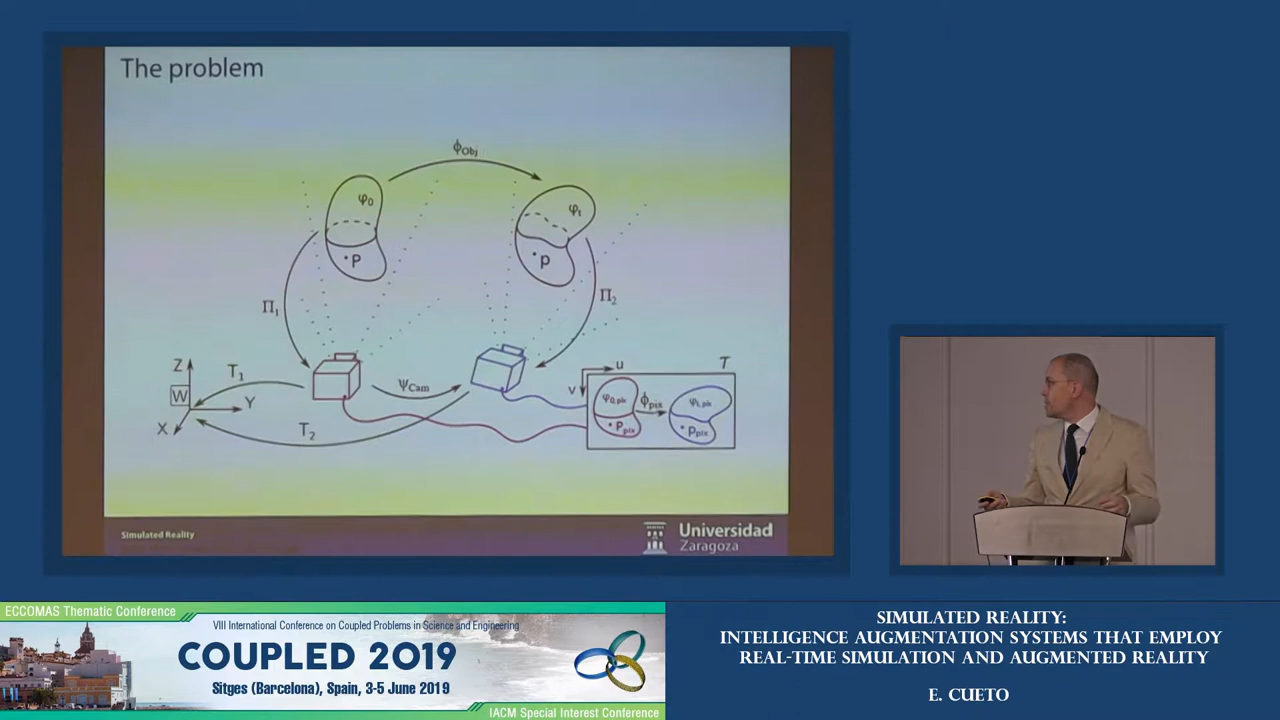 The problem
ϕObj
φ0
φt
P
P
Π1
Π2
Z
W
Y
X
T1
T2
ψCam
u
v
T
φ0,pix
ϕpix
φt,pix
Ppix
Ppix
Simulated Reality
Universidad
Zaragoza
ECCOMAS Thematic Conference
VIII International Conference on Coupled Problems in Science and Engineering
COUPLED 2019
Sitges (Barcelona), Spain, 3-5 June 2019
IACM Special Interest Conference
SIMULATED REALITY:
INTELLIGENCE AUGMENTATION SYSTEMS THAT EMPLOY
REAL-TIME SIMULATION AND AUGMENTED REALITY
E. CUETO